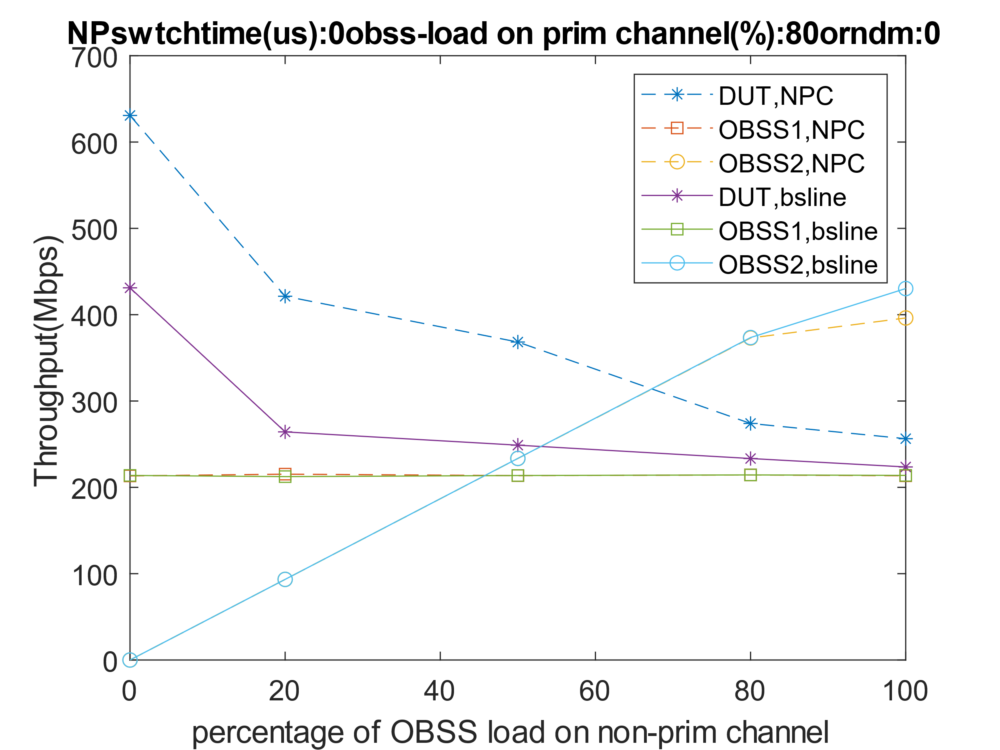 NPswtchtime(us):0obss-load on prim channel(%):80orndm:0
700
600
500
400
300
200
100
0
Throughput(Mbps)
DUT,NPC
OBSS1,NPC
OBSS2,NPC
DUT,bsline
OBSS1,bsline
OBSS2,bsline
0 20 40 60 80 100
percentage of OBSS load on non-prim channel